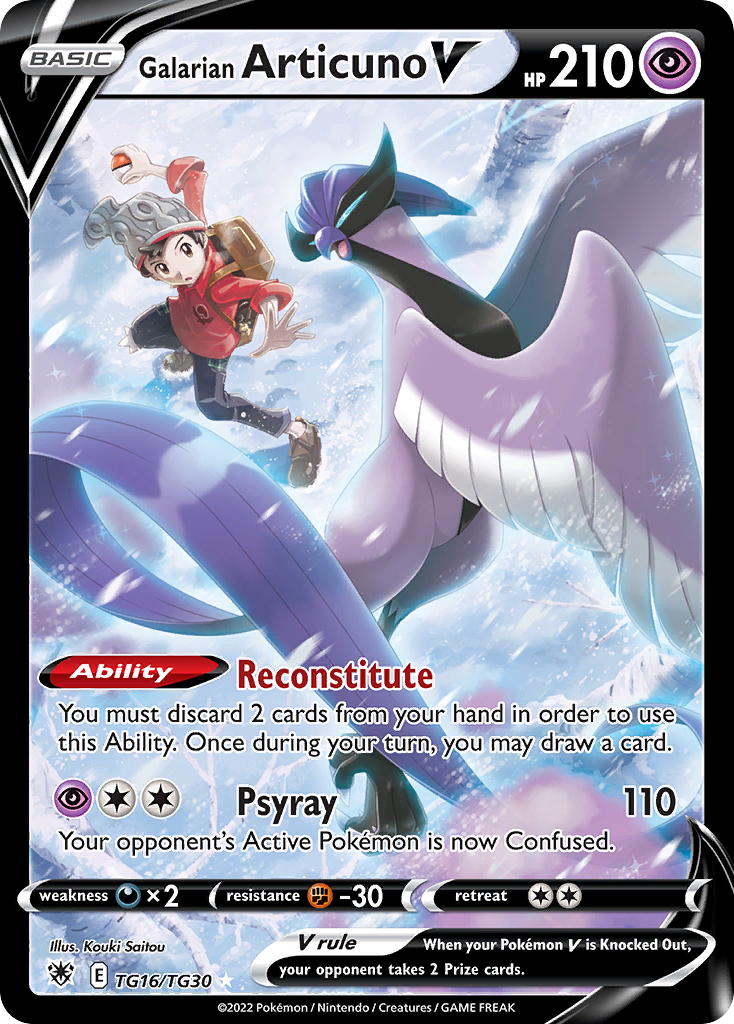 BASIC
Galarian Articuno V
HP 210
Ability Reconstitute
You must discard 2 cards from your hand in order to use
this Ability. Once during your turn, you may draw a card.
Psyray 110
Your opponent's Active Pokémon is now Confused.
weakness ×2 resistance -30 retreat
Illus. Kouki Saitou
V rule When your Pokémon V is Knocked Out,
your opponent takes 2 Prize cards.
E TG16/TG30
©2022 Pokémon / Nintendo / Creatures / GAME FREAK